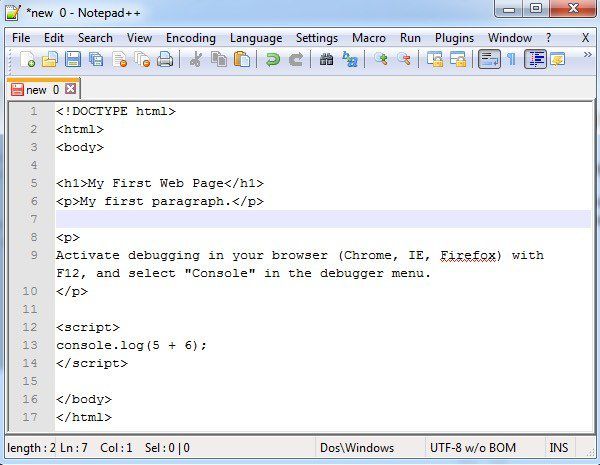 *new  0 - Notepad++
File Edit Search View Encoding Language Settings Macro Run Plugins Window ? X
new 0
1 <!DOCTYPE html>
2 <html>
3 <body>
4
5 <h1>My First Web Page</h1>
6 <p>My first paragraph.</p>
7
8 <p>
9 Activate debugging in your browser (Chrome, IE, Firefox) with
F12, and select "Console" in the debugger menu.
10 </p>
11
12 <script>
13 console.log(5 + 6);
14 </script>
15
16 </body>
17 </html>
length : 2 Ln : 7 Col : 1 Sel : 0 | 0 Dos\Windows UTF-8 w/o BOM INS